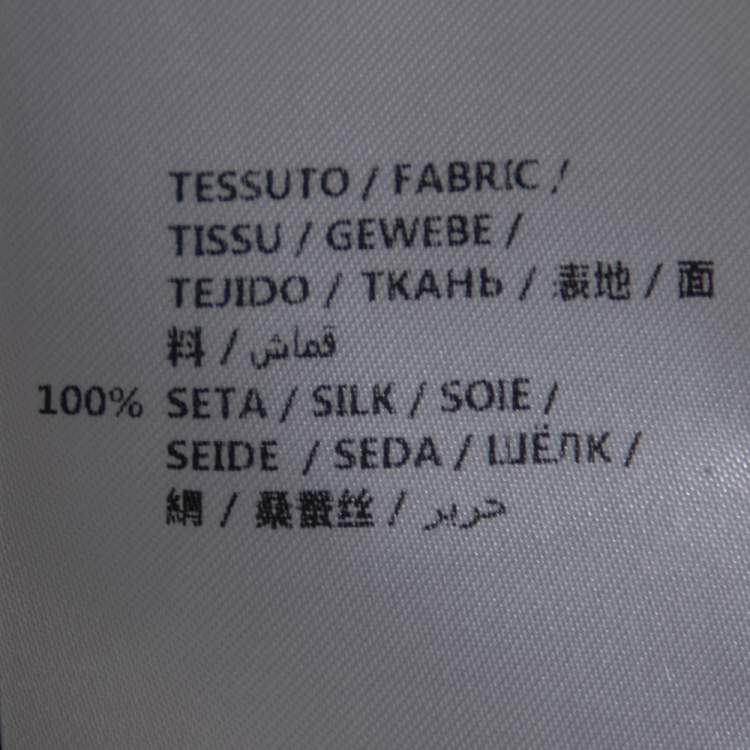 TESSUTO / FABRIC /
TISSU / GEWEBE /
TEJIDO / ТКАНЬ / 表地 / 面
料 / قماش
100% SETA / SILK / SOIE /
SEIDE / SEDA / ШЁЛК /
絹 / 桑蚕丝 / حرير